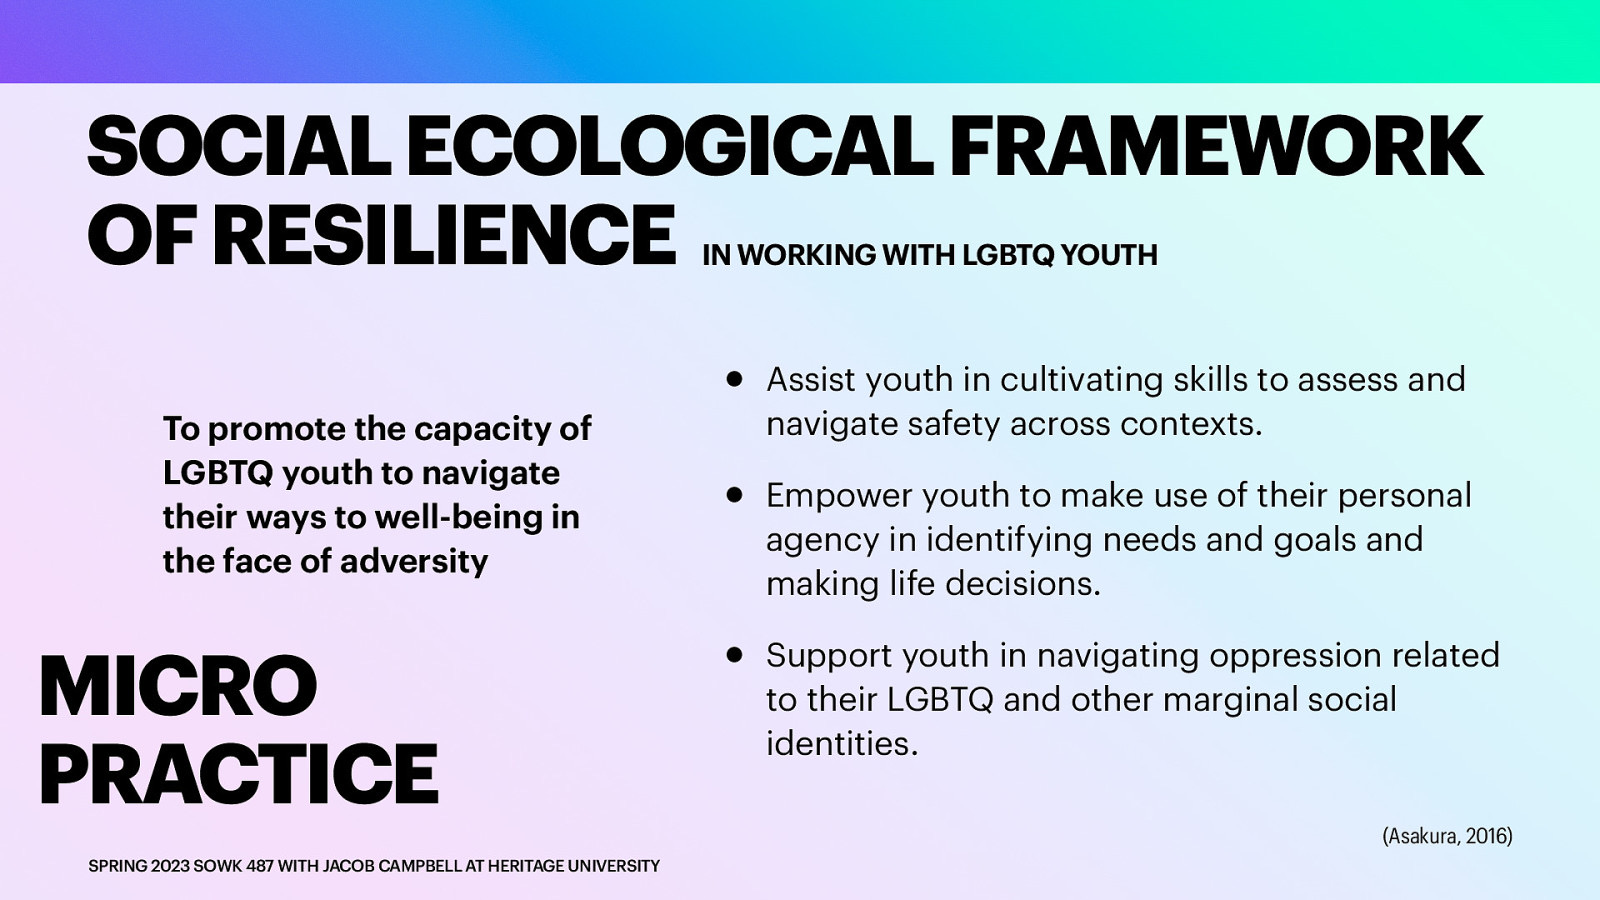 SOCIAL ECOLOGICAL FRAMEWORK
OF RESILIENCE IN WORKING WITH LGBTQ YOUTH
To promote the capacity of
LGBTQ youth to navigate
their ways to well-being in
the face of adversity
MICRO
PRACTICE
• Assist youth in cultivating skills to assess and
navigate safety across contexts.
• Empower youth to make use of their personal
agency in identifying needs and goals and
making life decisions.
• Support youth in navigating oppression related
to their LGBTQ and other marginal social
identities.
(Asakura, 2016)
SPRING 2023 SOWK 487 WITH JACOB CAMPBELL AT HERITAGE UNIVERSITY